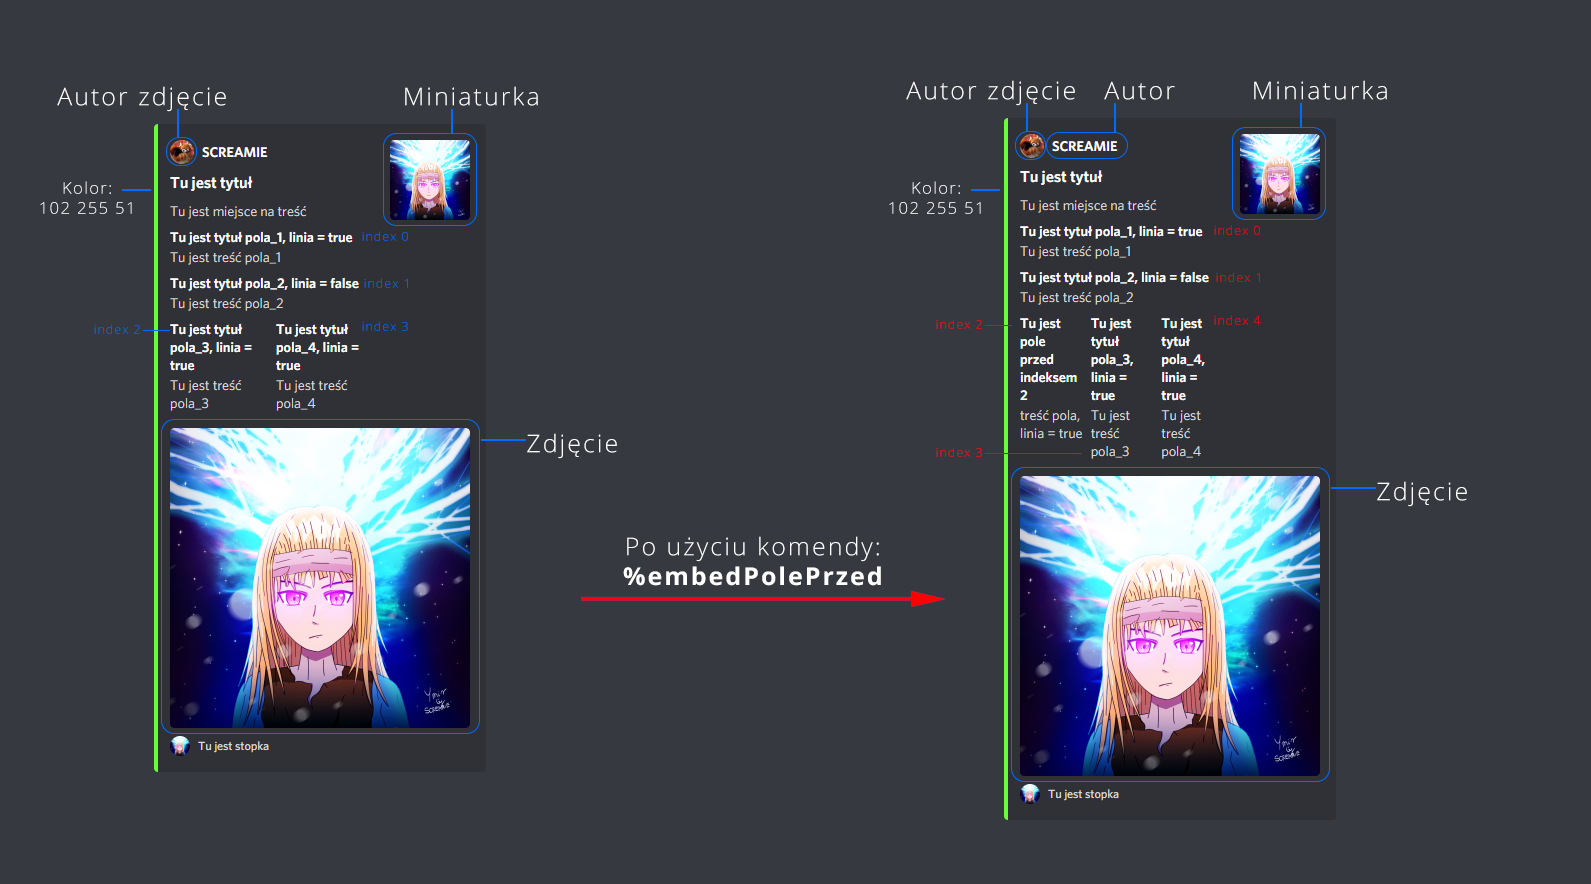 Autor zdjęcie
Miniaturka
SCREAMIE
Tu jest tytuł
Kolor:
102 255 51
Tu jest miejsce na treść
Tu jest tytuł pola_1, linia = true
index 0
Tu jest treść pola_1
Tu jest tytuł pola_2, linia = false
index 1
Tu jest treść pola_2
index 2
Tu jest tytuł
pola_3, linia =
true
Tu jest treść
pola_3
Tu jest tytuł
pola_4, linia =
true
Tu jest treść
pola_4
index 3
Zdjęcie
Ymir
by
SCREAMIE
Tu jest stopka
Po użyciu komendy:
%embedPolePrzed
Autor zdjęcie
Autor
Miniaturka
SCREAMIE
Tu jest tytuł
Kolor:
102 255 51
Tu jest miejsce na treść
Tu jest tytuł pola_1, linia = true
index 0
Tu jest treść pola_1
Tu jest tytuł pola_2, linia = false
index 1
Tu jest treść pola_2
index 2
Tu jest
pole
przed
indeksem
2
treść pola,
linia = true
Tu jest
tytuł
pola_3,
linia =
true
Tu jest
treść
pola_3
Tu jest
tytuł
pola_4,
linia =
true
Tu jest
treść
pola_4
index 4
index 3
Zdjęcie
Ymir
by
SCREAMIE
Tu jest stopka